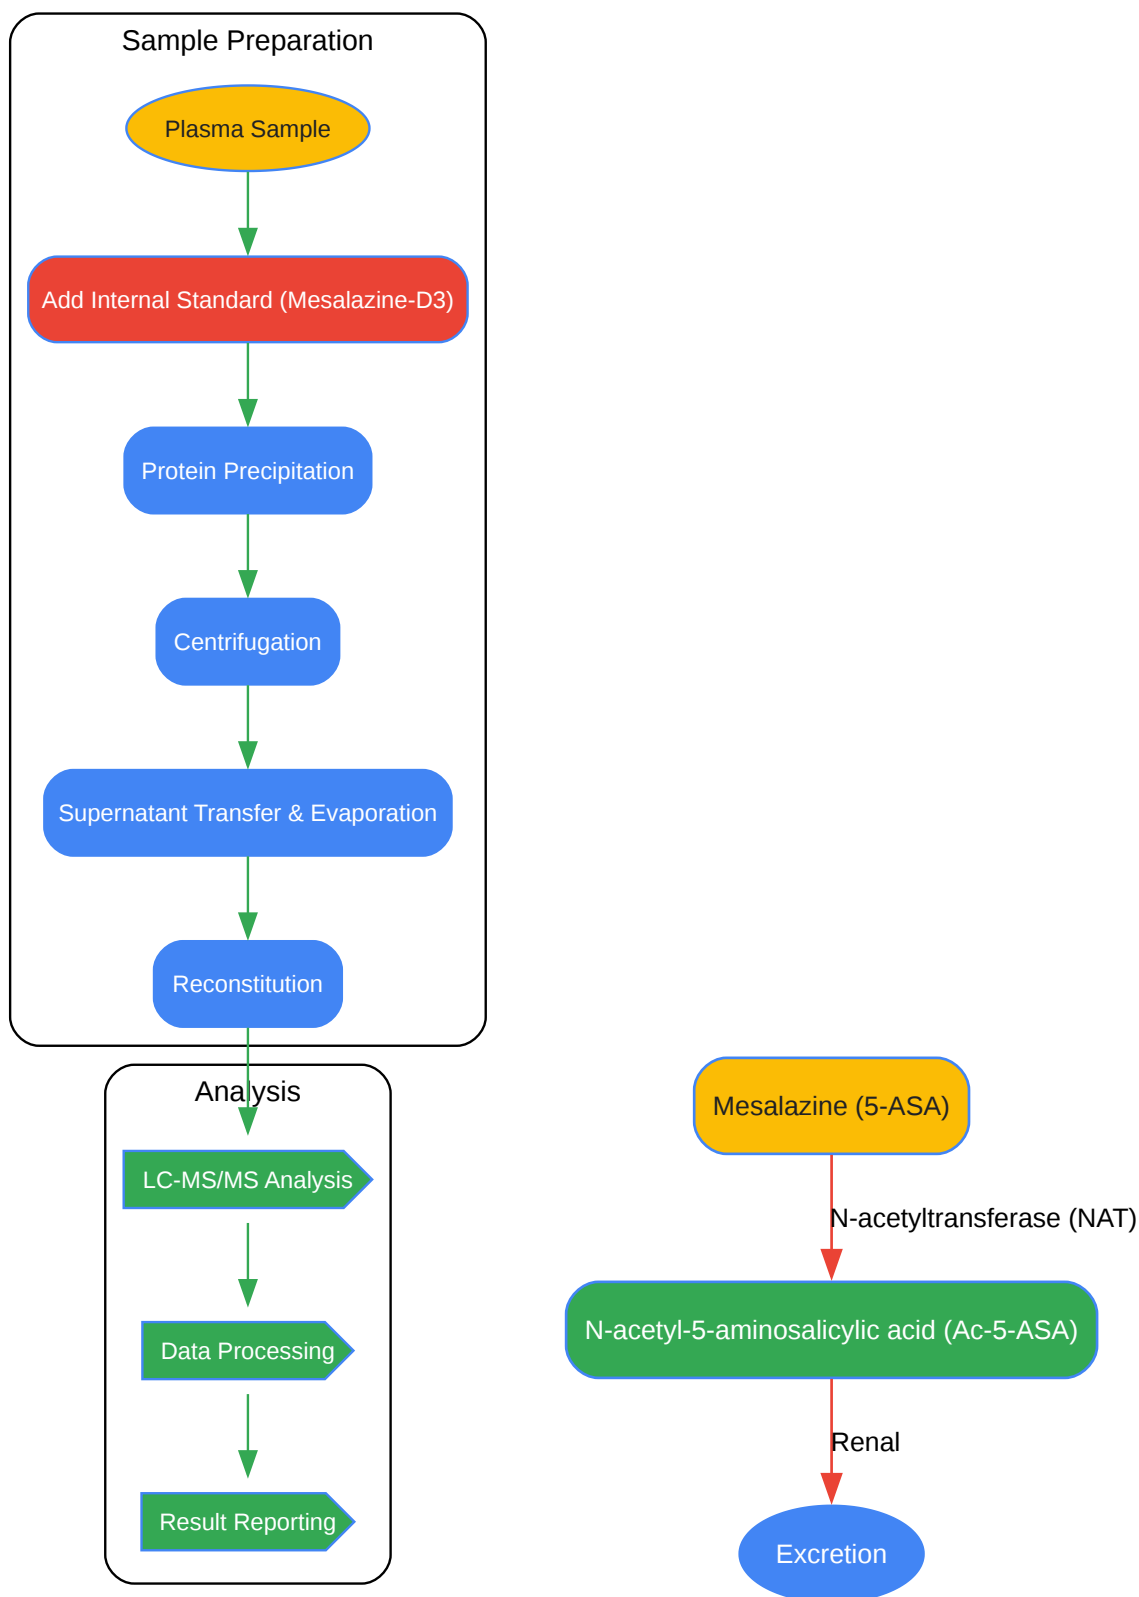 Sample Preparation
Plasma Sample
Add Internal Standard (Mesalazine-D3)
Protein Precipitation
Centrifugation
Supernatant Transfer & Evaporation
Reconstitution
Analysis
LC-MS/MS Analysis
Data Processing
Result Reporting
Mesalazine (5-ASA)
N-acetyltransferase (NAT)
N-acetyl-5-aminosalicylic acid (Ac-5-ASA)
Renal
Excretion